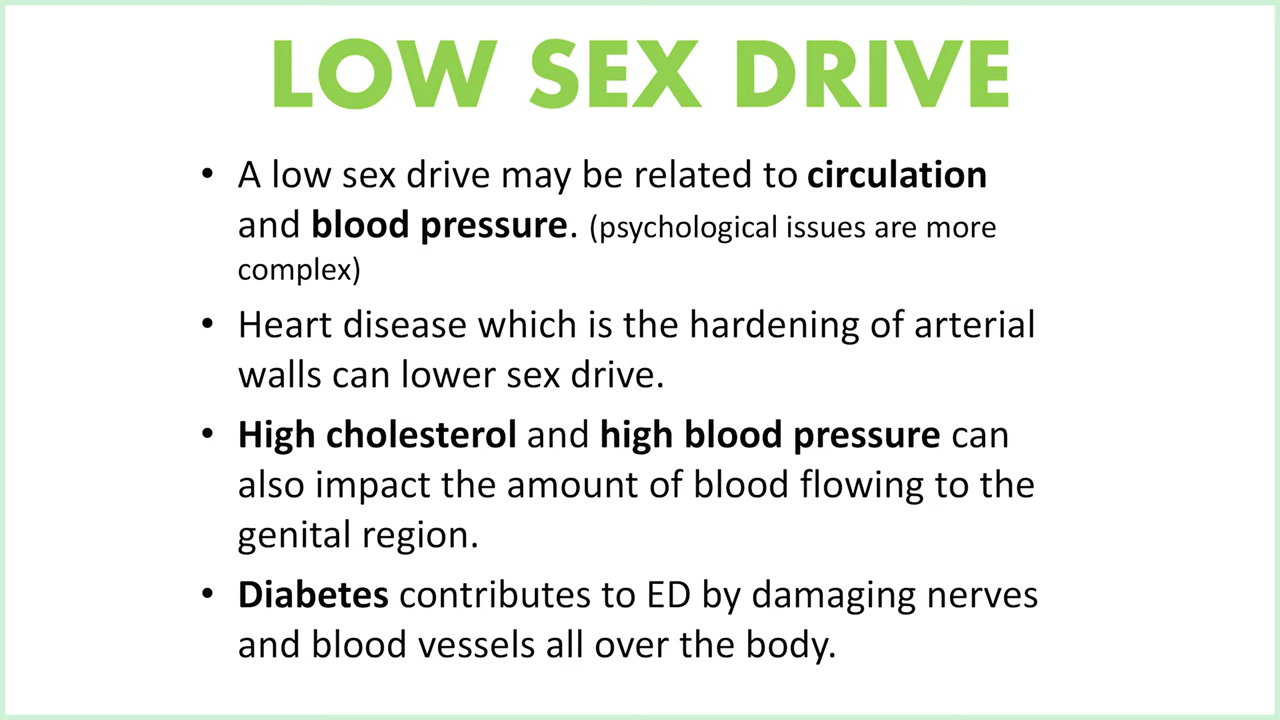 LOW SEX DRIVE
• A low sex drive may be related to circulation
and blood pressure. (psychological issues are more
complex)
• Heart disease which is the hardening of arterial
walls can lower sex drive.
• High cholesterol and high blood pressure can
also impact the amount of blood flowing to the
genital region.
• Diabetes contributes to ED by damaging nerves
and blood vessels all over the body.